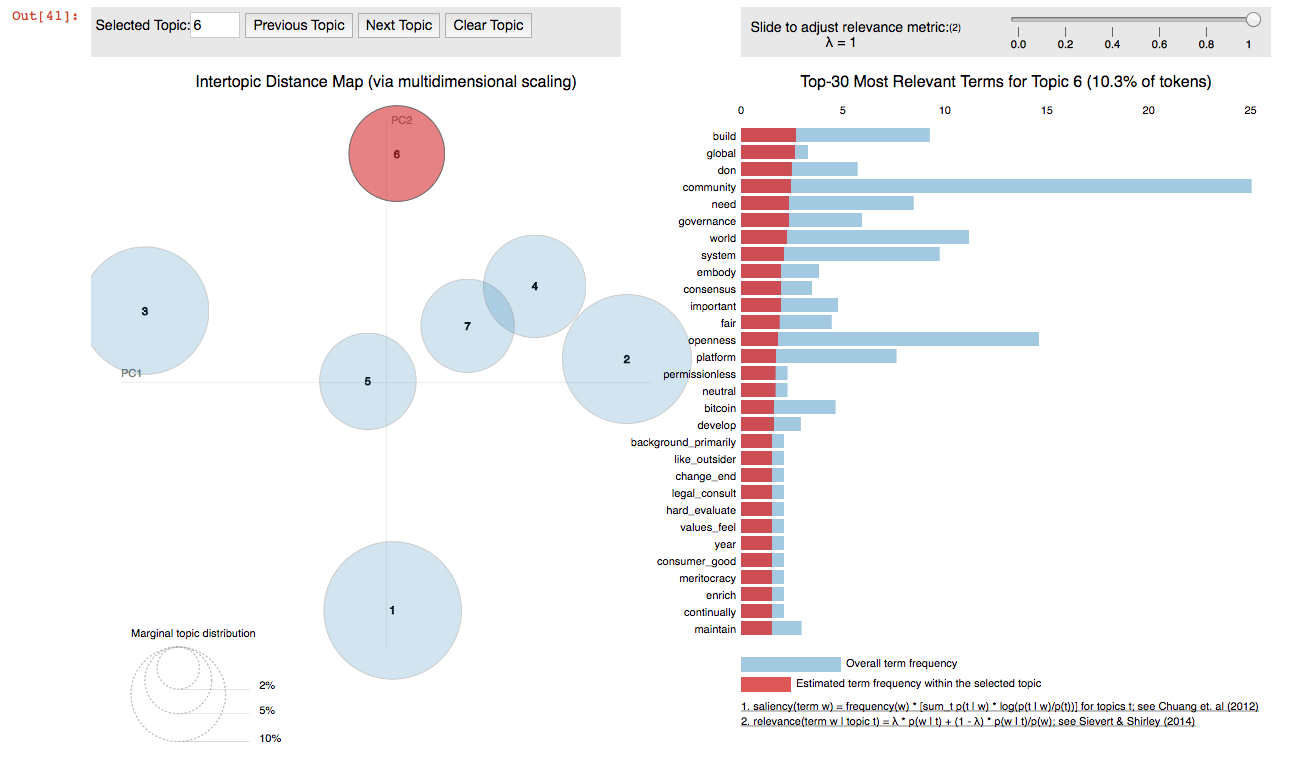 Out[41]:
Selected Topic: 6 Previous Topic Next Topic Clear Topic
Slide to adjust relevance metric:(2)
λ = 1
0.0 0.2 0.4 0.6 0.8 1
Intertopic Distance Map (via multidimensional scaling)
PC2
6
4
3
7
2
PC1
5
1
Marginal topic distribution
2%
5%
10%
Top-30 Most Relevant Terms for Topic 6 (10.3% of tokens)
0 5 10 15 20 25
build
global
don
community
need
governance
world
system
embody
consensus
important
fair
openness
platform
permissionless
neutral
bitcoin
develop
background_primarily
like_outsider
change_end
legal_consult
hard_evaluate
values_feel
year
consumer_good
meritocracy
enrich
continually
maintain
Overall term frequency
Estimated term frequency within the selected topic
1. saliency(term w) = frequency(w) * [sum_t p(t | w) * log(p(t | w)/p(t))] for topics t; see Chuang et. al (2012)
2. relevance(term w | topic t) = λ * p(w | t) + (1 - λ) * p(w | t)/p(w); see Sievert & Shirley (2014)